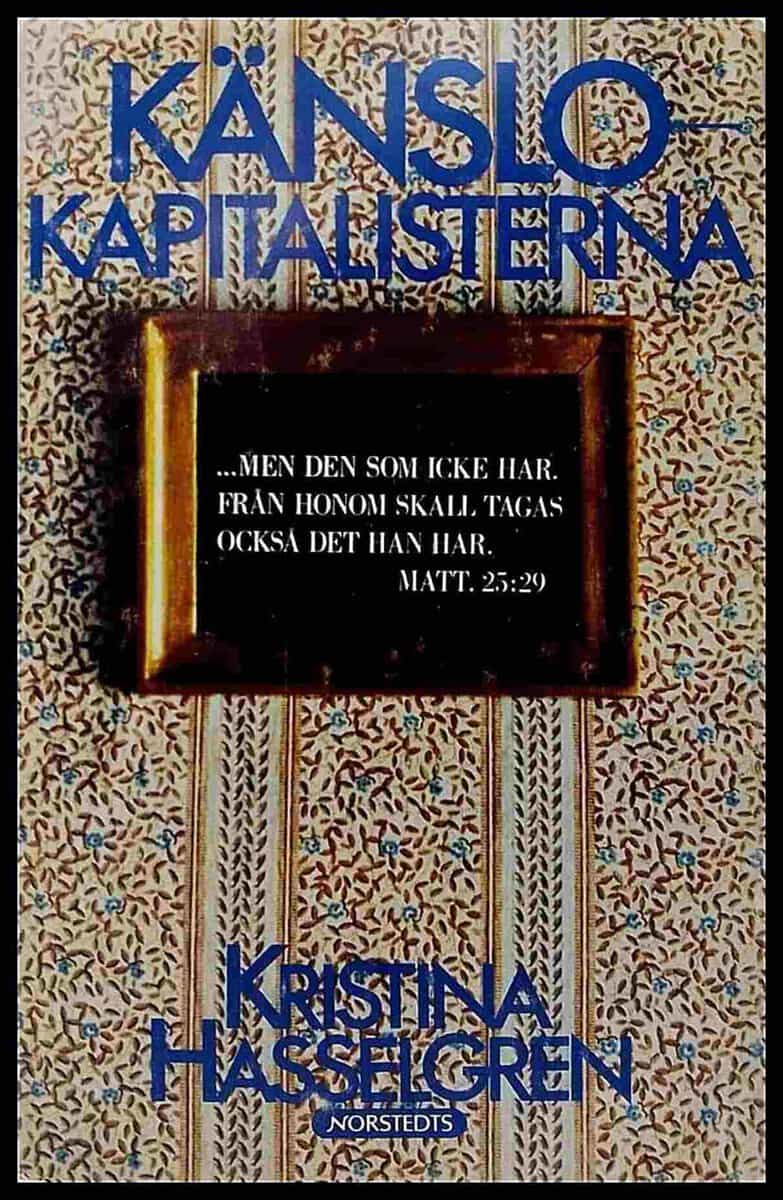 KÄNSLO-
KAPITALISTERNA
...MEN DEN SOM ICKE HAR.
FRÅN HONOM SKALL TAGAS
OCKSÅ DET HAN HAR.
MATT. 25:29
KRISTINA
HASSELGREN
NORSTEDTS